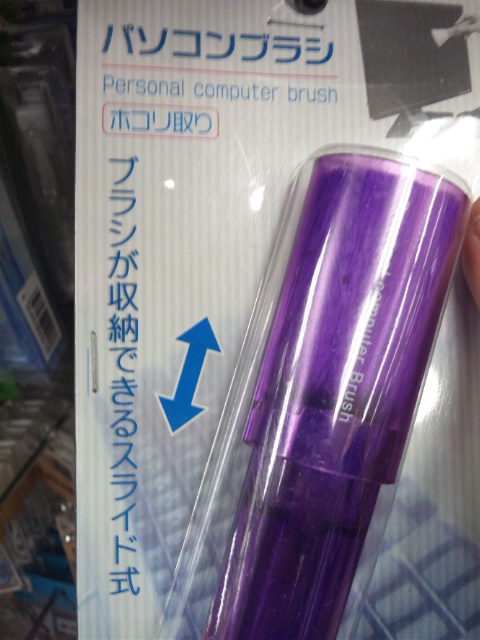 パソコンブラシ
Personal computer brush
ホコリ取り
ブラシが収納できるスライド式
computer Brush